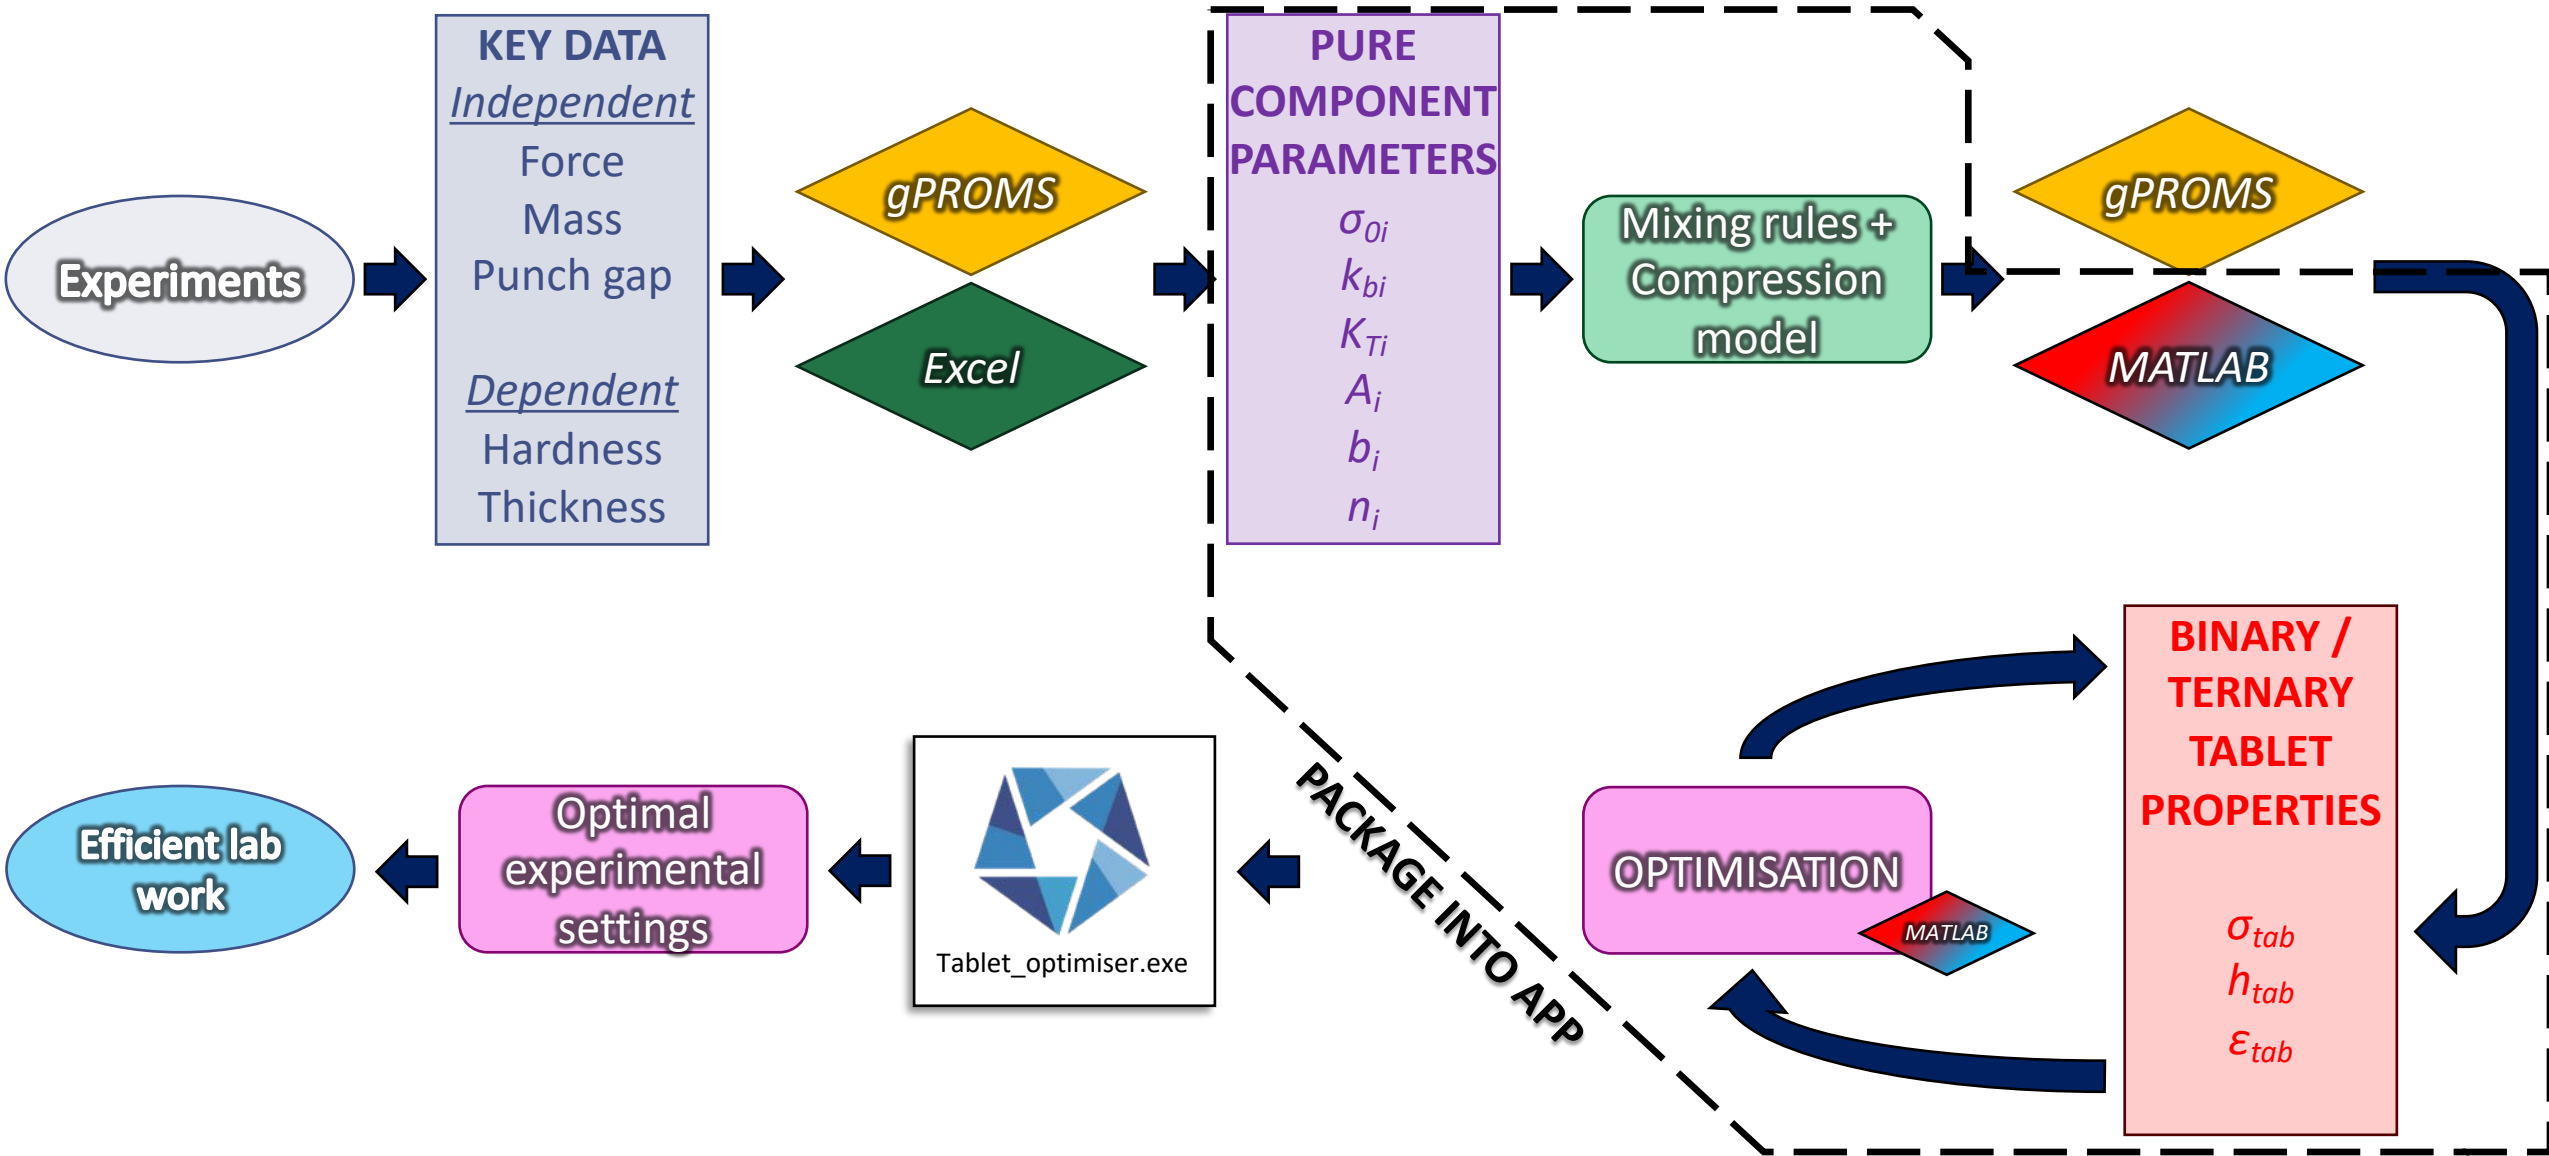 Experiments
KEY DATA
Independent
Force
Mass
Punch gap
Dependent
Hardness
Thickness
gPROMS
Excel
PURE
COMPONENT
PARAMETERS
σ0i
kbi
KTi
Ai
bi
ni
Mixing rules +
Compression
model
gPROMS
MATLAB
BINARY /
TERNARY
TABLET
PROPERTIES
σtab
htab
εtab
OPTIMISATION
MATLAB
PACKAGE INTO APP
Tablet_optimiser.exe
Optimal
experimental
settings
Efficient lab
work